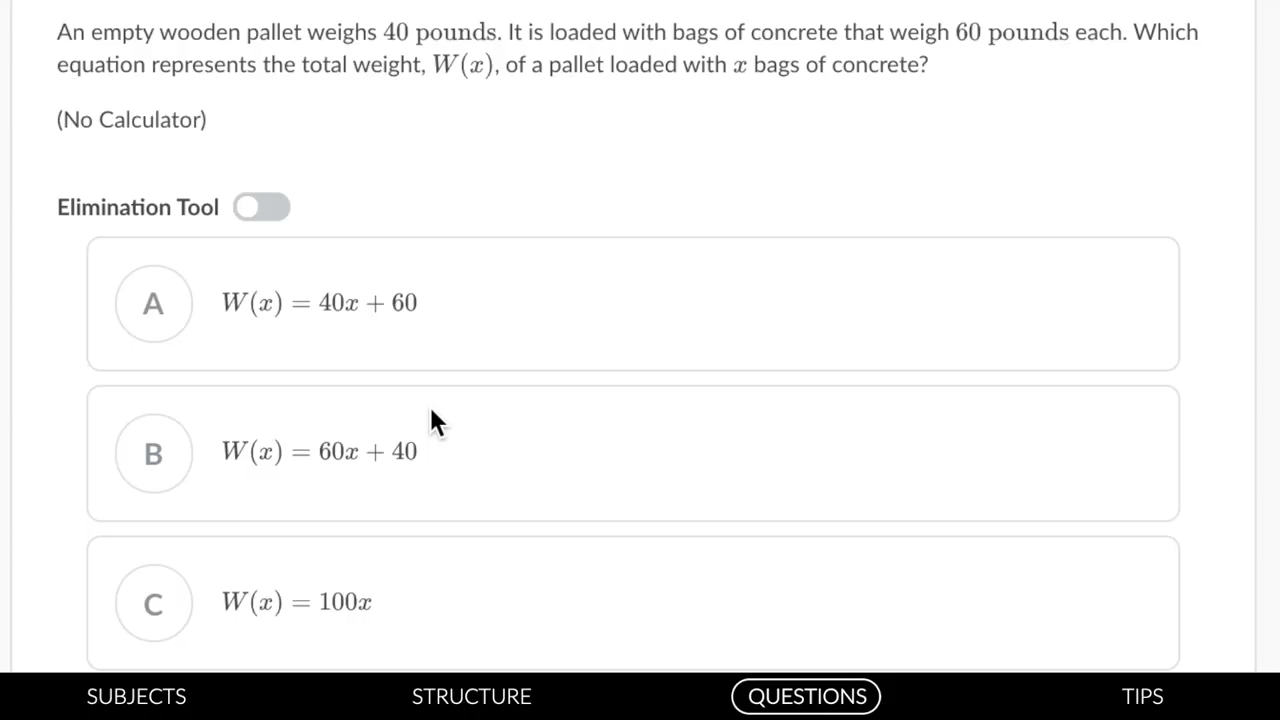 An empty wooden pallet weighs 40 pounds. It is loaded with bags of concrete that weigh 60 pounds each. Which
equation represents the total weight, W(x), of a pallet loaded with x bags of concrete?
(No Calculator)
Elimination Tool
A W(x) = 40x + 60
B W(x) = 60x + 40
C W(x) = 100x
SUBJECTS STRUCTURE QUESTIONS TIPS